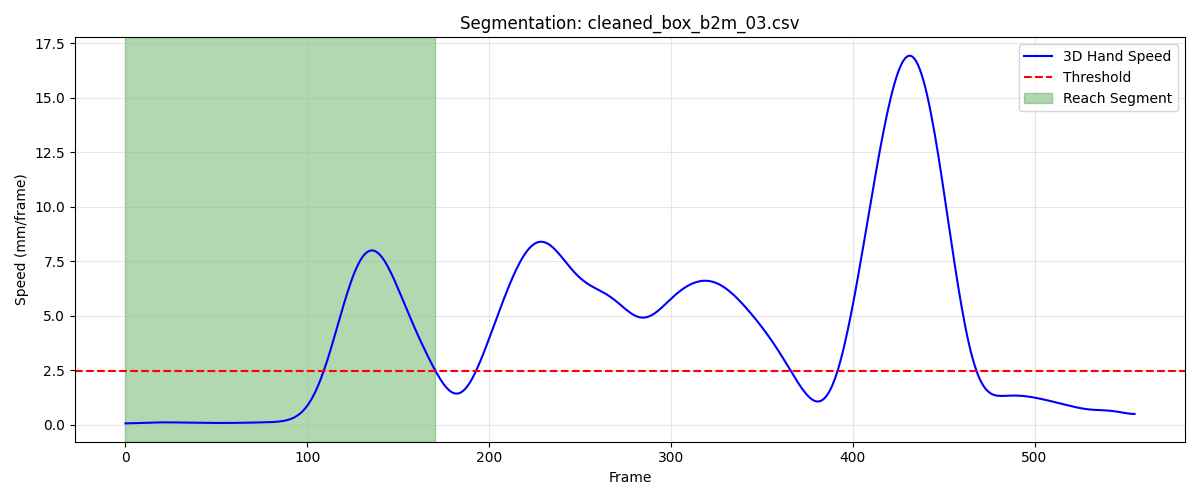 Segmentation: cleaned_box_b2m_03.csv
17.5
15.0
12.5
10.0
7.5
5.0
2.5
0.0
Speed (mm/frame)
3D Hand Speed
Threshold
Reach Segment
0
100
200
300
400
500
Frame